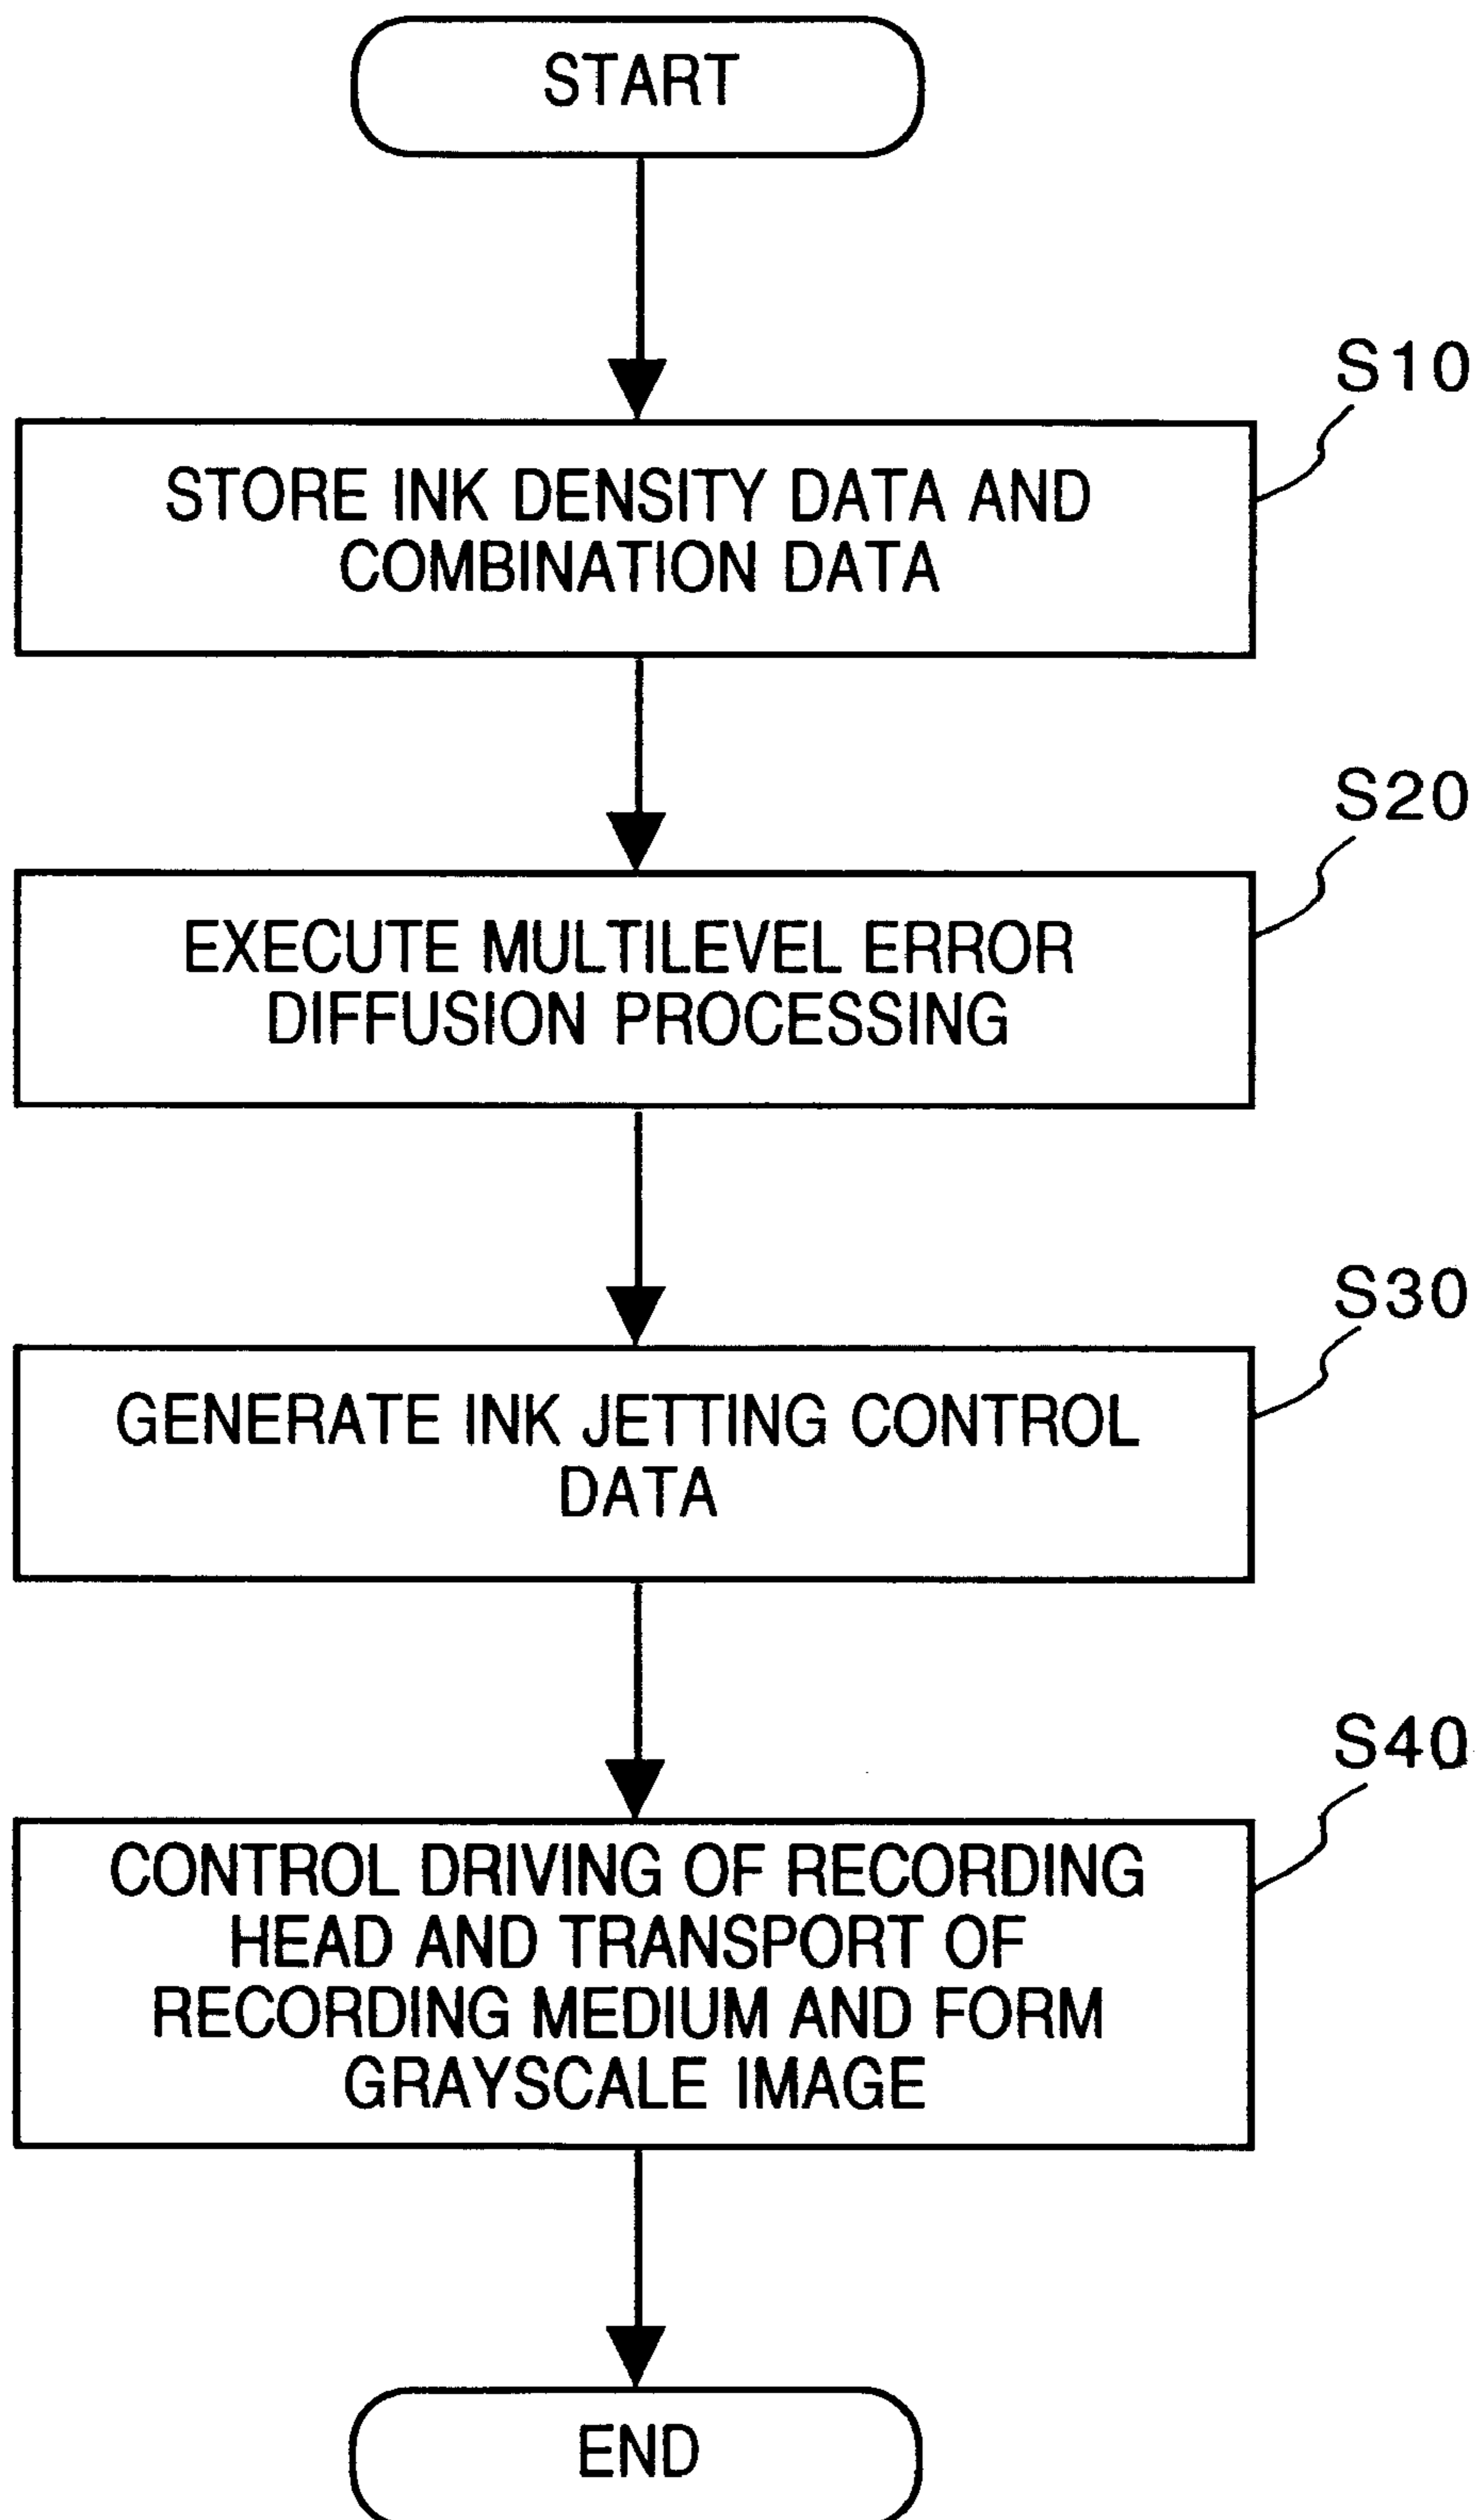 START
S10
STORE INK DENSITY DATA AND
COMBINATION DATA
S20
EXECUTE MULTILEVEL ERROR
DIFFUSION PROCESSING
S30
GENERATE INK JETTING CONTROL
DATA
S40
CONTROL DRIVING OF RECORDING
HEAD AND TRANSPORT OF
RECORDING MEDIUM AND FORM
GRAYSCALE IMAGE
END